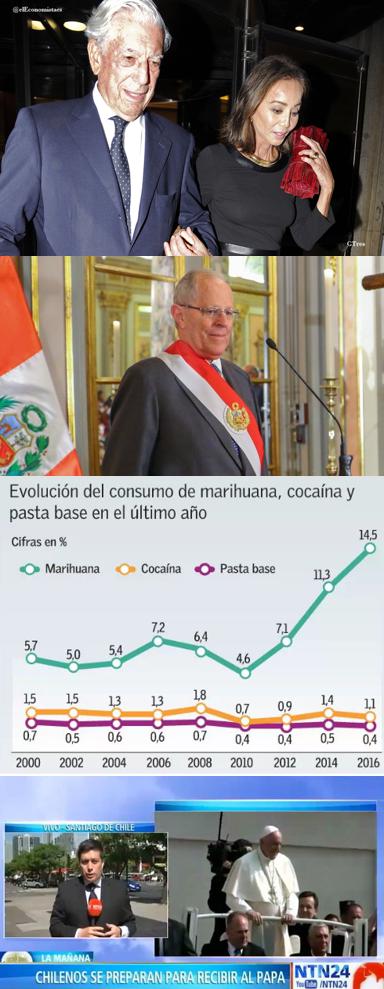 @elEconomistaes
GTres
Evolución del consumo de marihuana, cocaína y
pasta base en el último año
Cifras en %
Marihuana Cocaína Pasta base
5,7 5,0 5,4 7,2 6,4 4,6 7,1 11,3 14,5
1,5 1,5 1,3 1,3 1,8 0,7 0,9 1,4 1,1
0,7 0,5 0,6 0,6 0,7 0,4 0,4 0,5 0,4
2000 2002 2004 2006 2008 2010 2012 2014 2016
VIVO - SANTIAGO DE CHILE
LA MAÑANA
CHILENOS SE PREPARAN PARA RECIBIR AL PAPA
NTN24
YouTube/NTN24